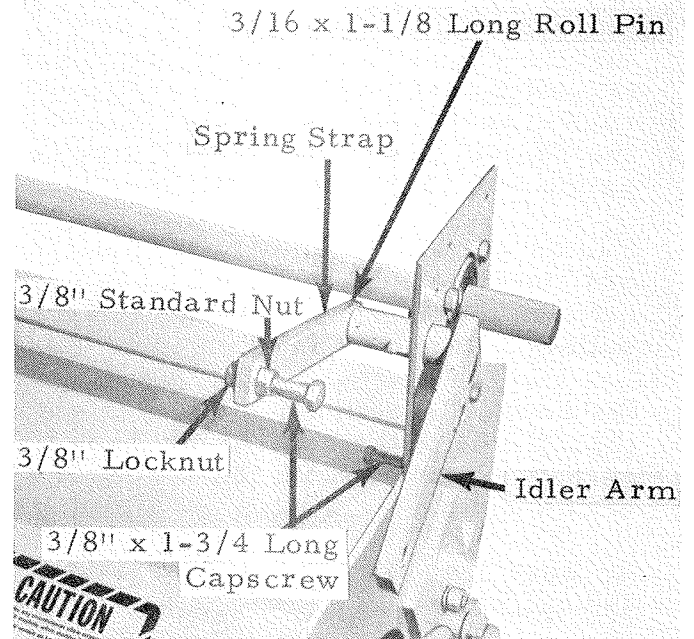 3/16 x 1-1/8 Long Roll Pin
Spring Strap
3/8" Standard Nut
3/8" Locknut
Idler Arm
3/8" x 1-3/4 Long
Capscrew
CAUTION